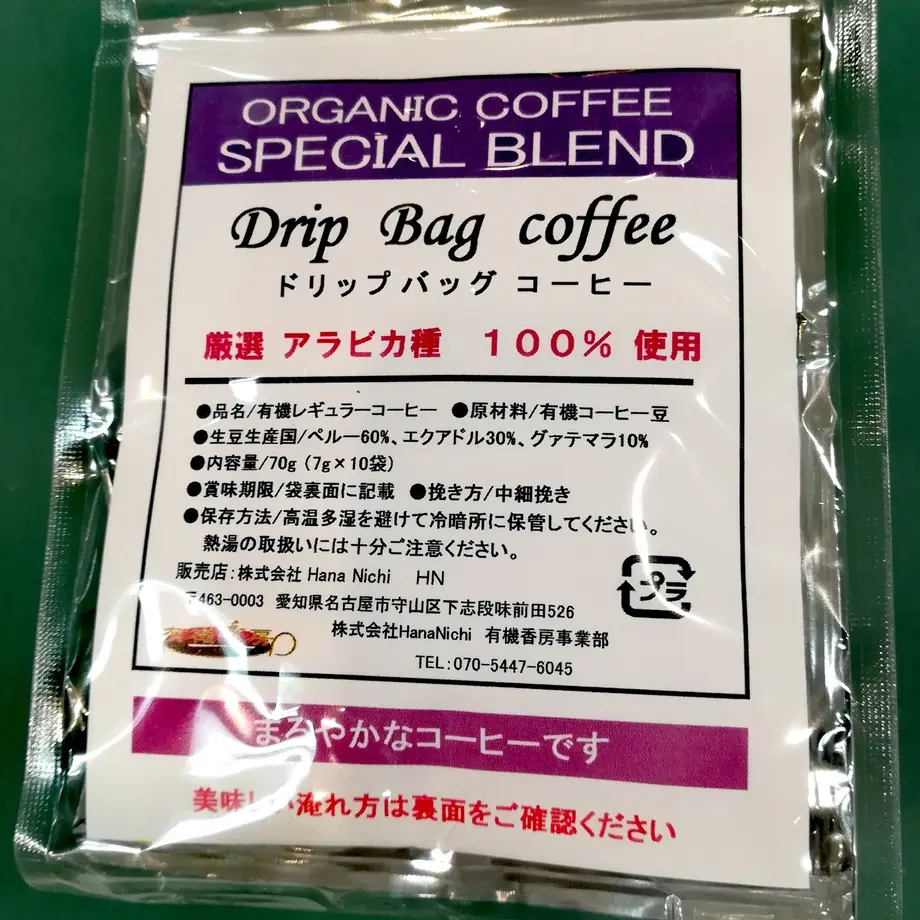 ORGANIC COFFEE
SPECIAL BLEND
Drip Bag coffee
ドリップバッグ コーヒー
厳選 アラビカ種 100% 使用
●品名/有機レギュラーコーヒー ●原材料/有機コーヒー豆
●生豆生産国/ペルー60%、エクアドル30%、グァテマラ10%
●内容量/70g (7g×10袋)
●賞味期限/袋裏面に記載 ●挽き方/中細挽き
●保存方法/高温多湿を避けて冷暗所に保管してください。
熱湯の取扱いには十分ご注意ください。
販売店:株式会社 Hana Nichi HN
〒463-0003 愛知県名古屋市守山区下志段味前田526
プラ
株式会社HanaNichi 有機香房事業部
TEL:070-5447-6045
まろやかなコーヒーです
美味しい淹れ方は裏面をご確認ください